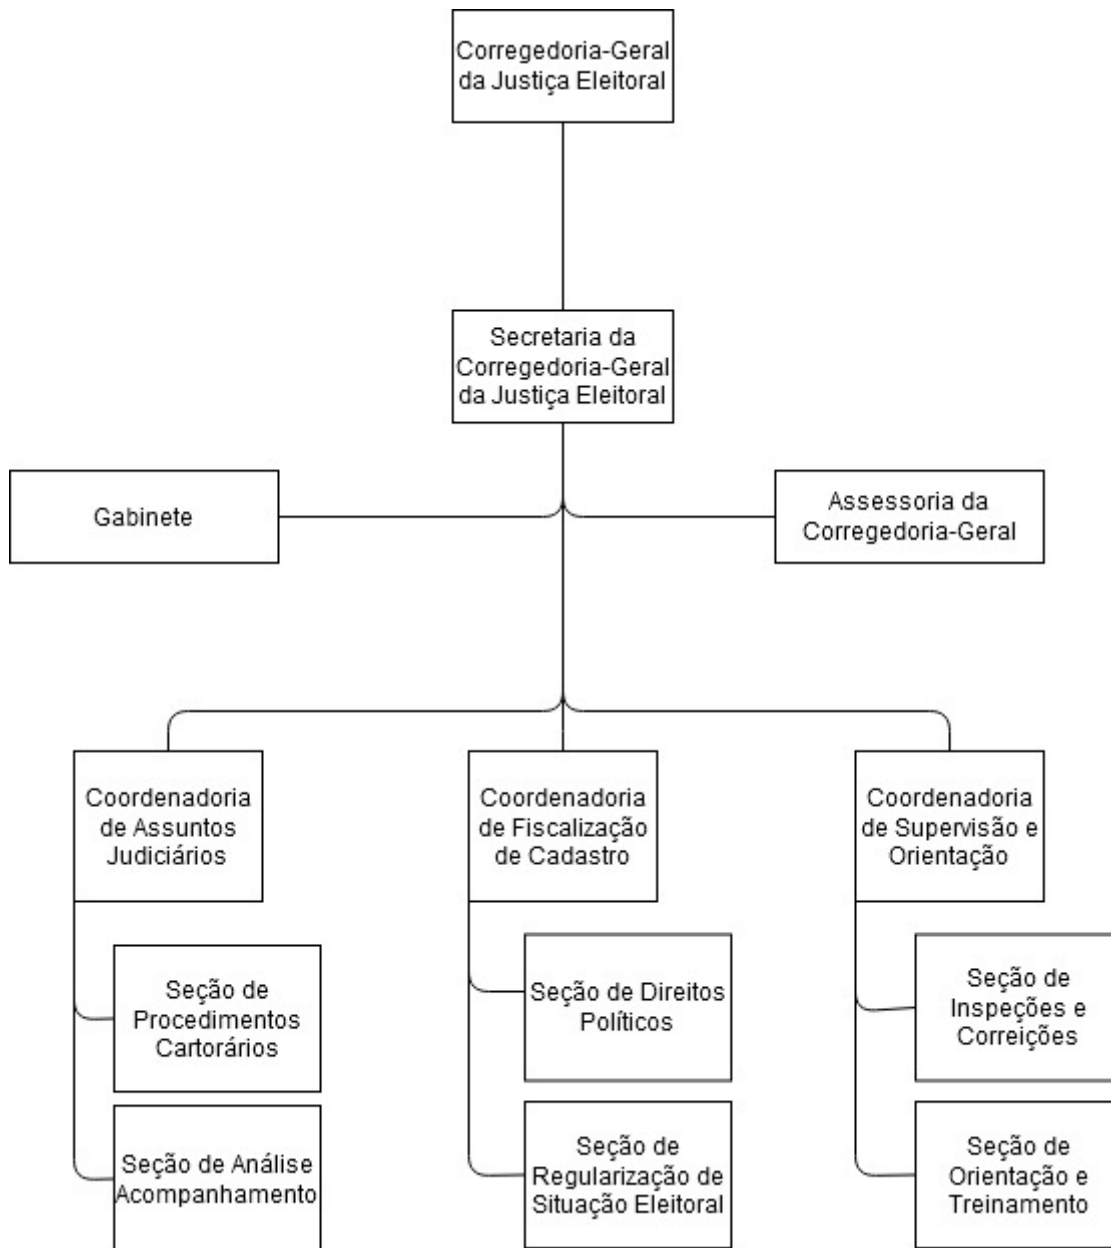 Corregedoria-Geral
da Justiça Eleitoral
Secretaria da
Corregedoria-Geral
da Justiça Eleitoral
Gabinete
Assessoria da
Corregedoria-Geral
Coordenadoria
de Assuntos
Judiciários
Coordenadoria
de Fiscalização
de Cadastro
Coordenadoria
de Supervisão e
Orientação
Seção de
Procedimentos
Cartorários
Seção de Direitos
Políticos
Seção de
Inspeções e
Correições
Seção de Análise
Acompanhamento
Seção de
Regularização de
Situação Eleitoral
Seção de
Orientação e
Treinamento